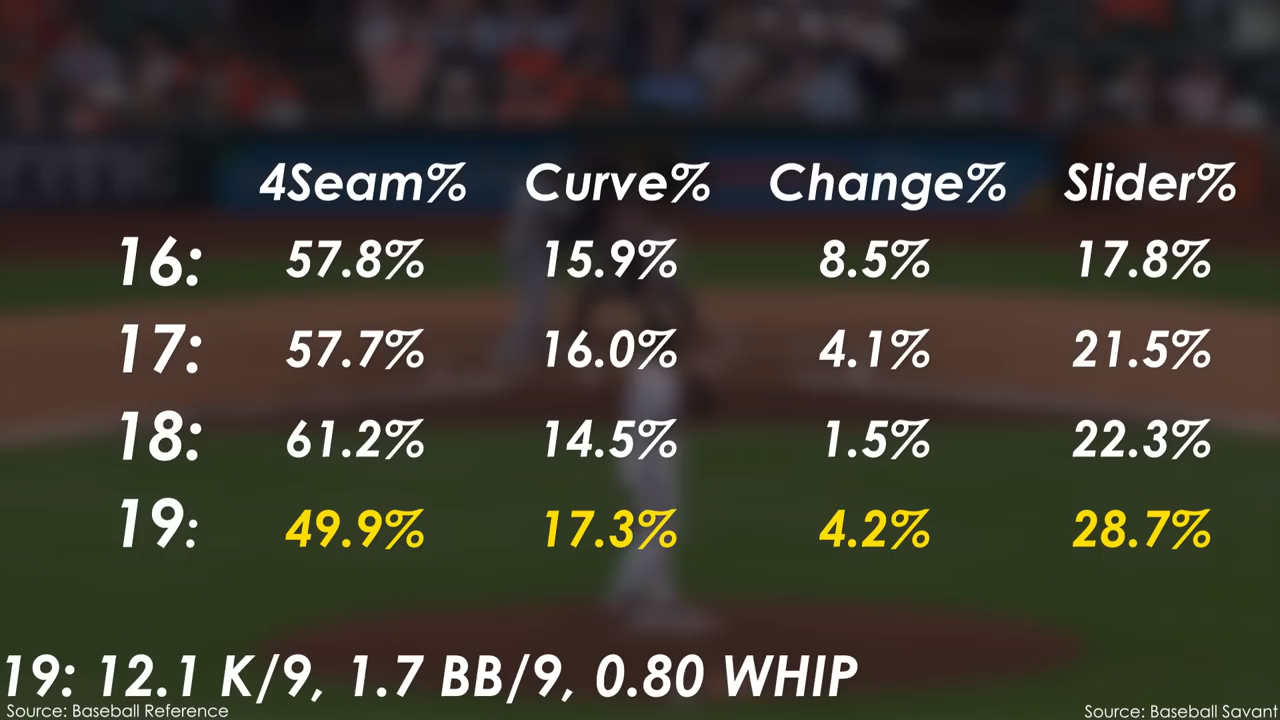 4Seam% Curve% Change% Slider%
16: 57.8% 15.9% 8.5% 17.8%
17: 57.7% 16.0% 4.1% 21.5%
18: 61.2% 14.5% 1.5% 22.3%
19: 49.9% 17.3% 4.2% 28.7%
19: 12.1 K/9, 1.7 BB/9, 0.80 WHIP
Source: Baseball Reference
Source: Baseball Savant